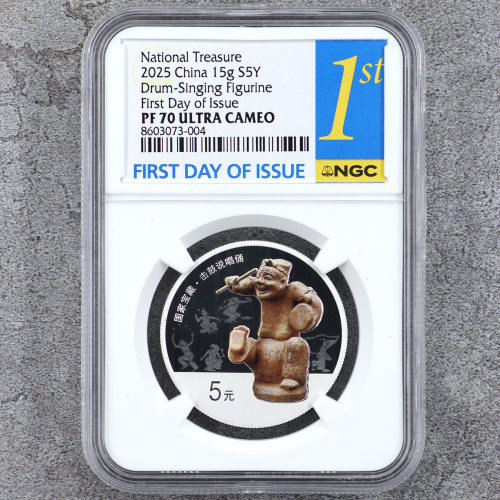 National Treasure
2025 China 15g S5Y
Drum-Singing Figurine
First Day of Issue
PF 70 ULTRA CAMEO
8603073-004
1st
FIRST DAY OF ISSUE
NGC
国家宝藏·击鼓说唱俑
5元